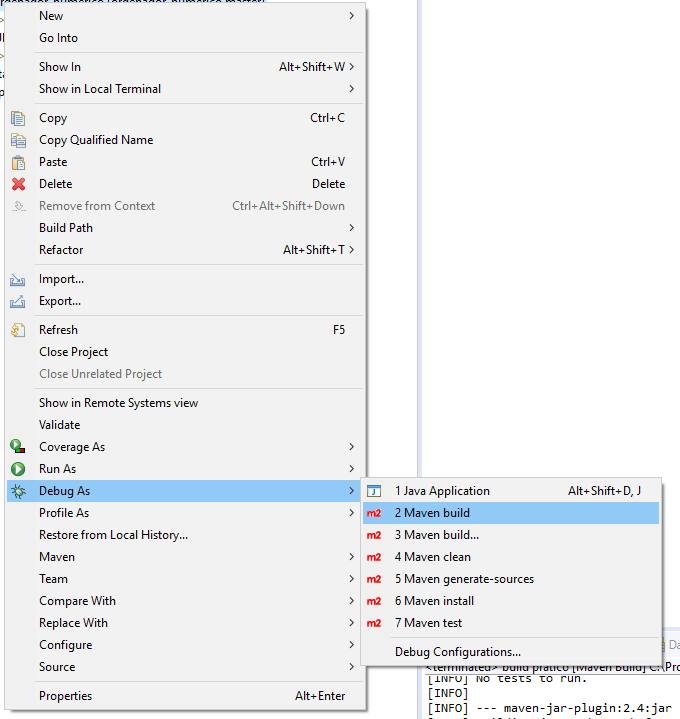 New
Go Into
Show In Alt+Shift+W
Show in Local Terminal
Copy Ctrl+C
Copy Qualified Name
Paste Ctrl+V
Delete Delete
Remove from Context Ctrl+Alt+Shift+Down
Build Path
Refactor Alt+Shift+T
Import...
Export...
Refresh F5
Close Project
Close Unrelated Project
Show in Remote Systems view
Validate
Coverage As
Run As
Debug As
Profile As
Restore from Local History...
Maven
Team
Compare With
Replace With
Configure
Source
Properties Alt+Enter
J 1 Java Application Alt+Shift+D, J
m2 2 Maven build
m2 3 Maven build...
m2 4 Maven clean
m2 5 Maven generate-sources
m2 6 Maven install
m2 7 Maven test
Debug Configurations...
Da
<terminated> build pratico [Maven Build] C:\Pro
[INFO] No tests to run.
[INFO]
[INFO] --- maven-jar-plugin:2.4:jar